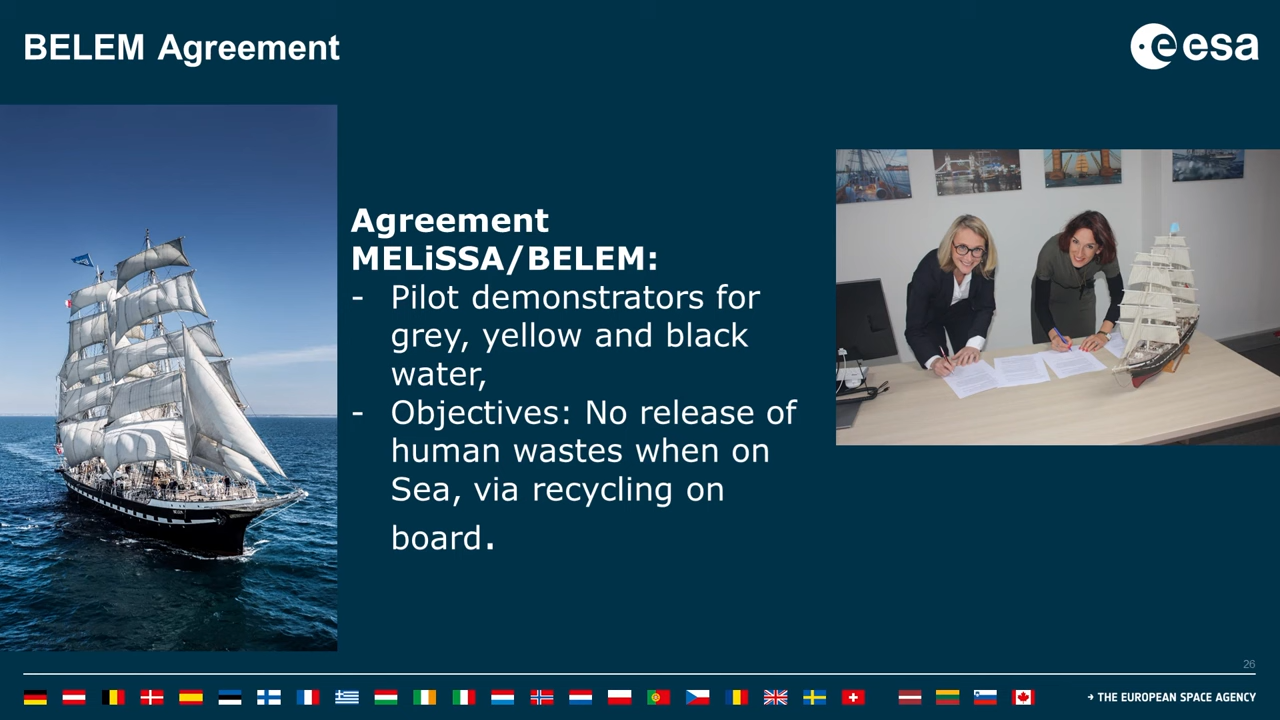 BELEM Agreement
esa
Agreement
MELiSSA/BELEM:
- Pilot demonstrators for
grey, yellow and black
water,
- Objectives: No release of
human wastes when on
Sea, via recycling on
board.
26
→ THE EUROPEAN SPACE AGENCY